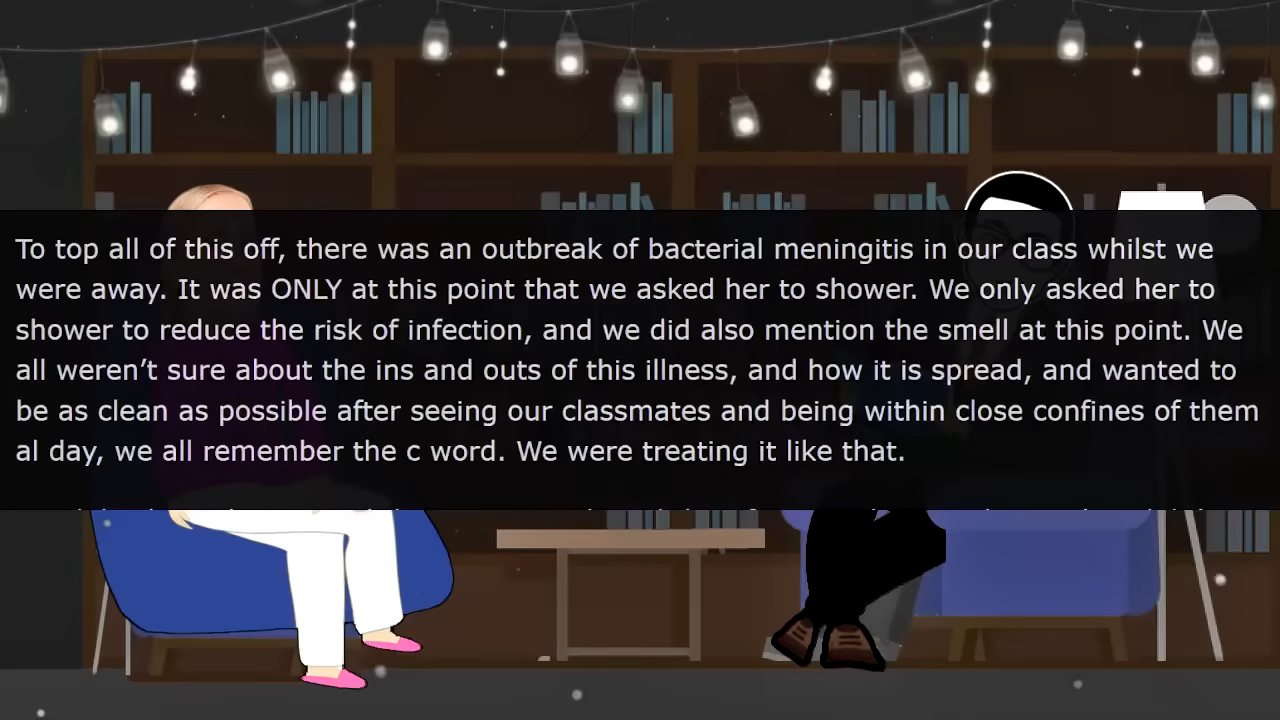 To top all of this off, there was an outbreak of bacterial meningitis in our class whilst we
were away. It was ONLY at this point that we asked her to shower. We only asked her to
shower to reduce the risk of infection, and we did also mention the smell at this point. We
all weren’t sure about the ins and outs of this illness, and how it is spread, and wanted to
be as clean as possible after seeing our classmates and being within close confines of them
al day, we all remember the c word. We were treating it like that.